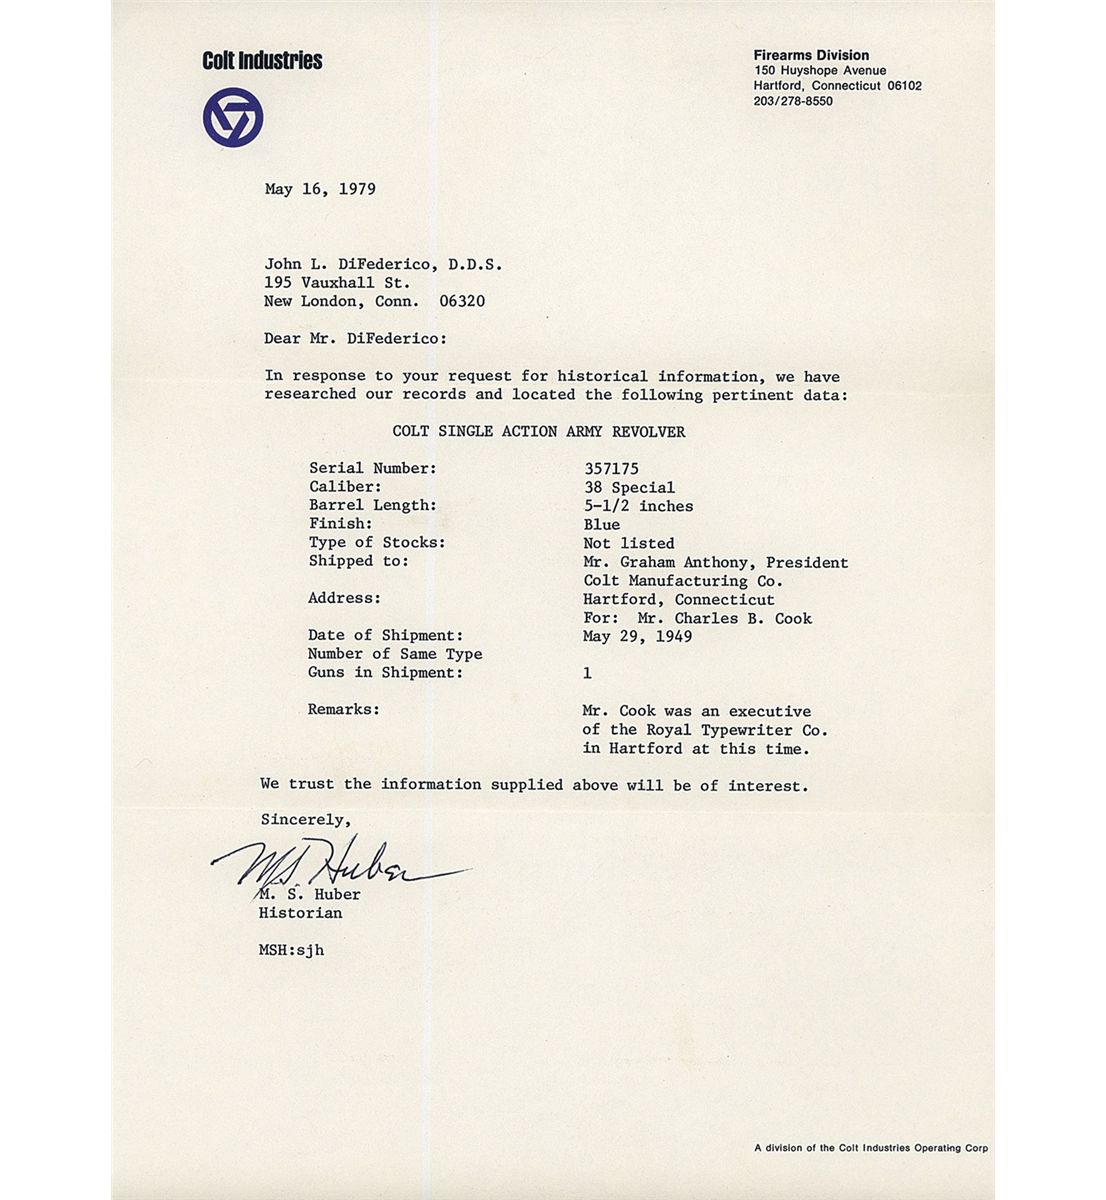 Colt Industries
Firearms Division
150 Huyshope Avenue
Hartford, Connecticut 06102
203/278-8550
May 16, 1979
John L. DiFederico, D.D.S.
195 Vauxhall St.
New London, Conn. 06320
Dear Mr. DiFederico:
In response to your request for historical information, we have
researched our records and located the following pertinent data:
COLT SINGLE ACTION ARMY REVOLVER
Serial Number: 357175
Caliber: 38 Special
Barrel Length: 5-1/2 inches
Finish: Blue
Type of Stocks: Not listed
Shipped to: Mr. Graham Anthony, President
Colt Manufacturing Co.
Address: Hartford, Connecticut
For: Mr. Charles B. Cook
Date of Shipment: May 29, 1949
Number of Same Type
Guns in Shipment: 1
Remarks: Mr. Cook was an executive
of the Royal Typewriter Co.
in Hartford at this time.
We trust the information supplied above will be of interest.
Sincerely,
M.S. Huber
M. S. Huber
Historian
MSH:sjh
A division of the Colt Industries Operating Corp